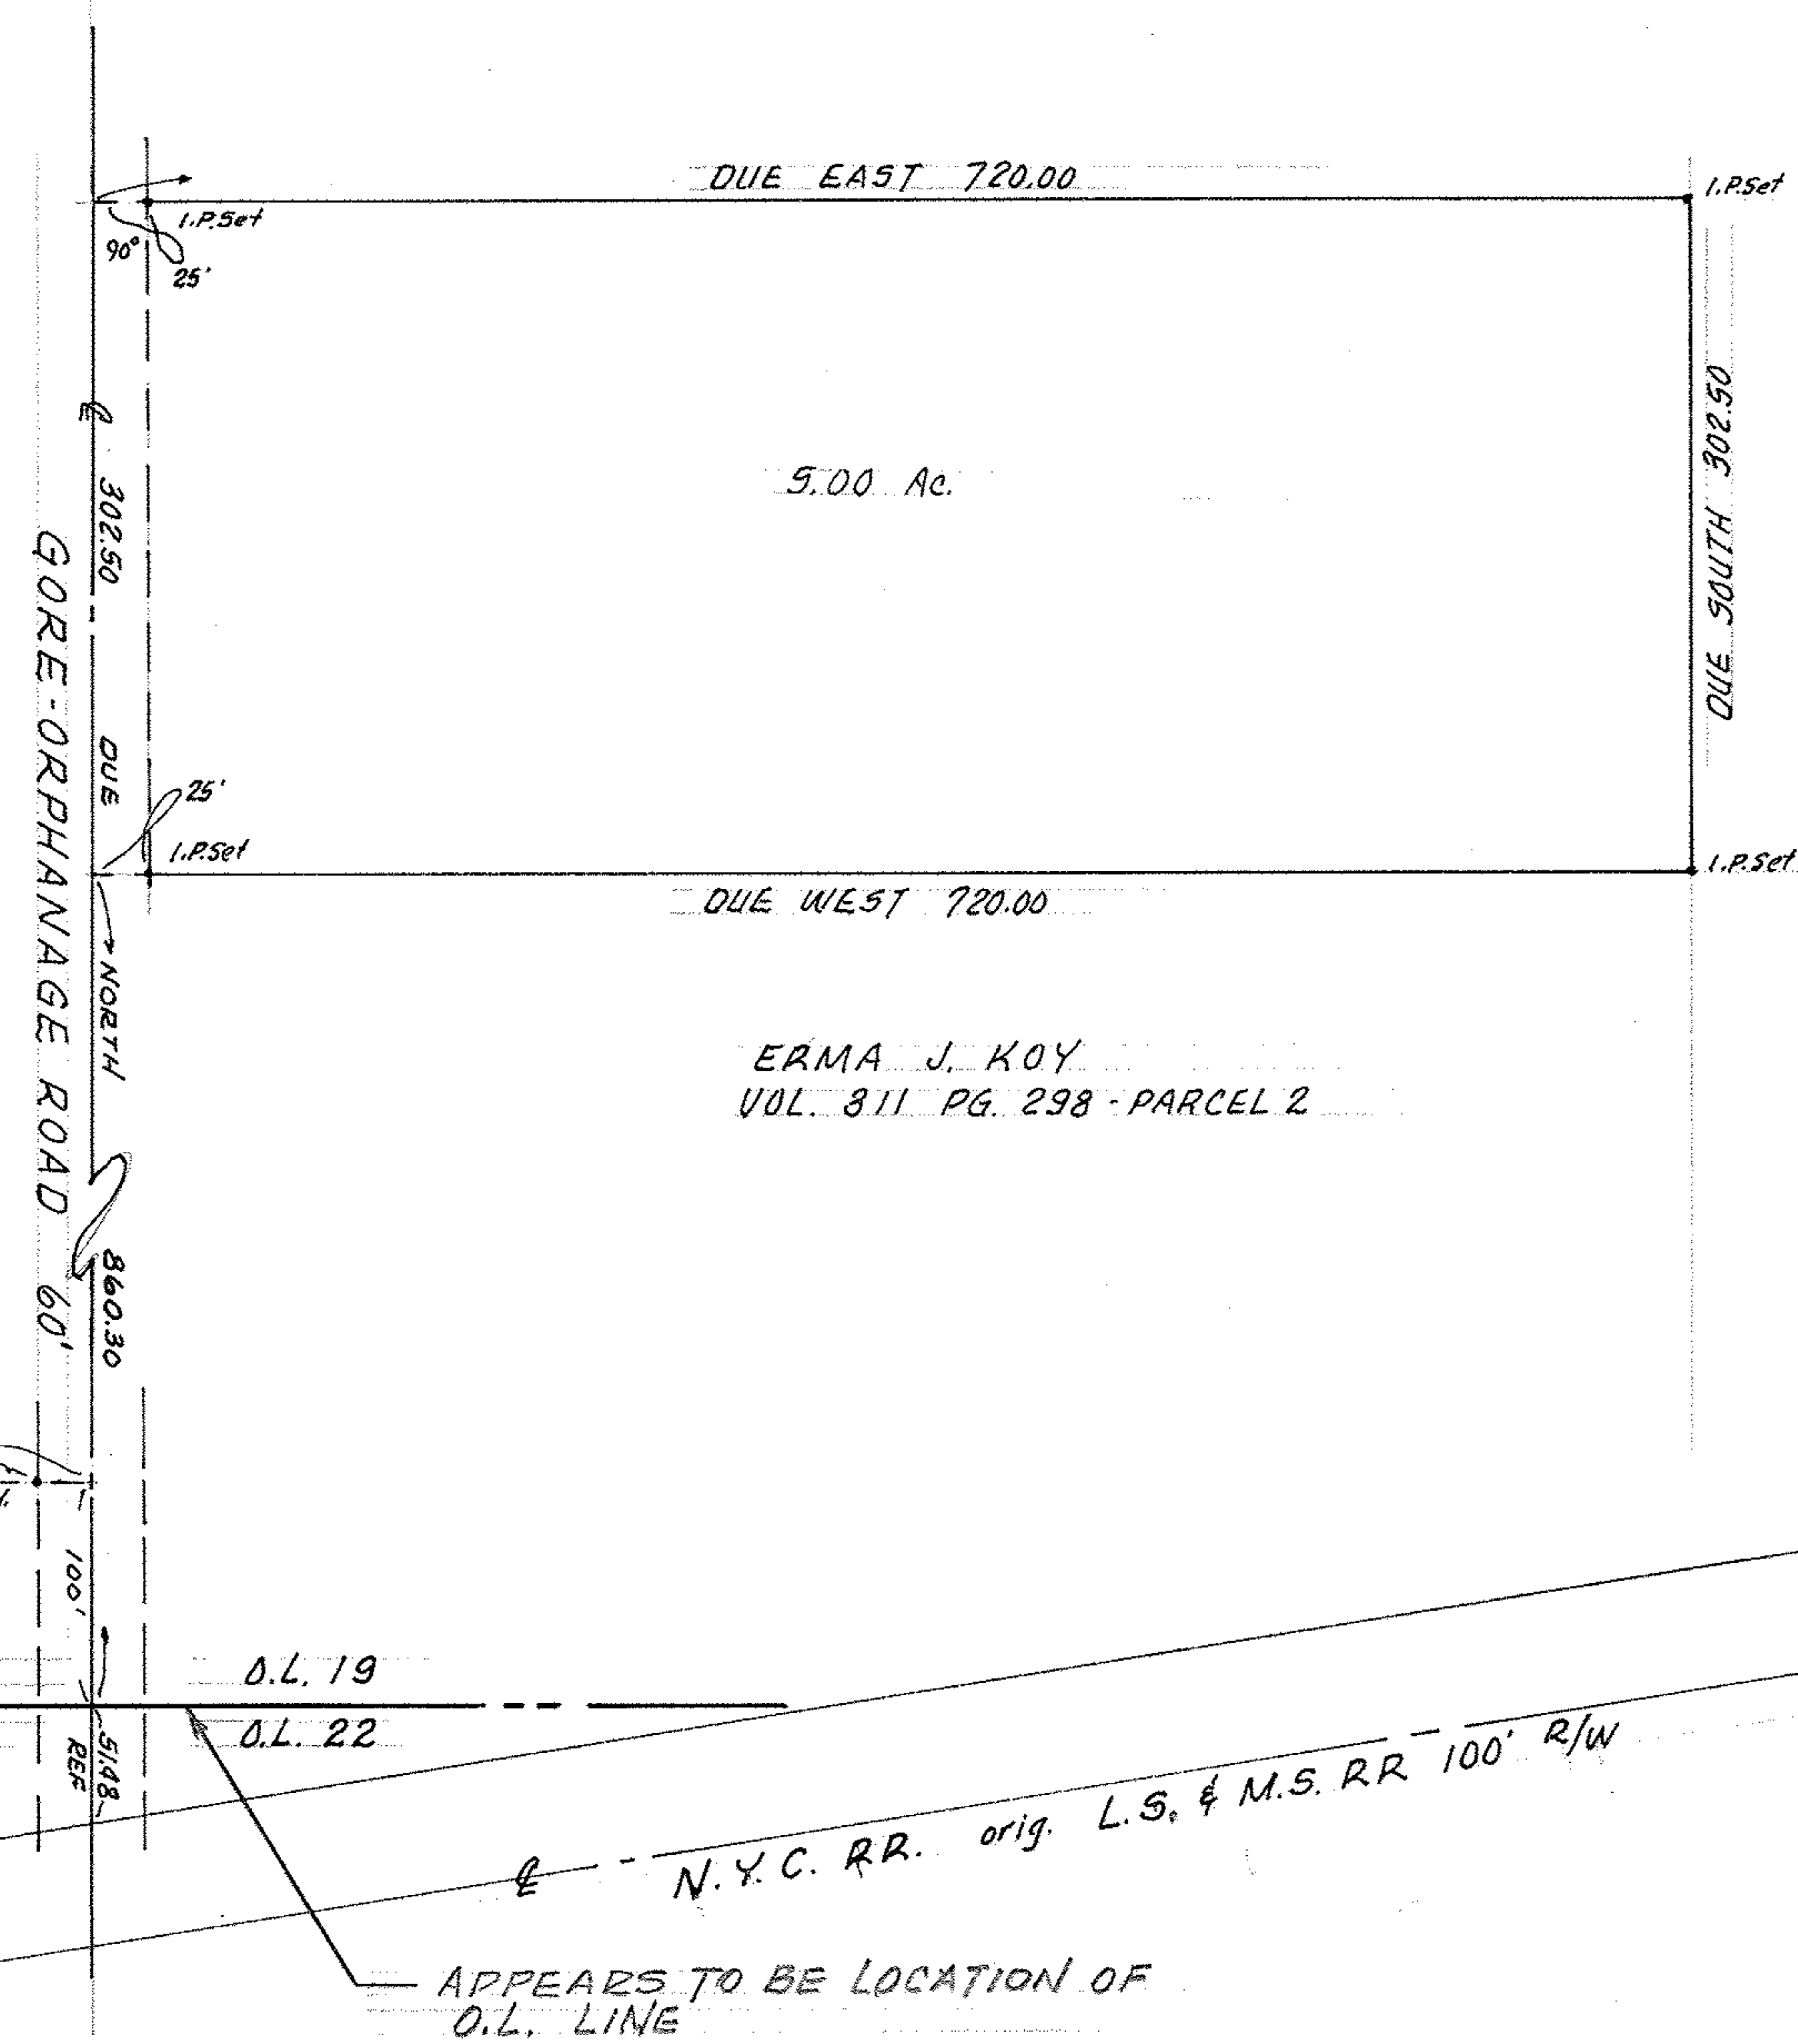 DUE EAST 720.00
I.P.Set
I.P.Set
90°
25'
℄
302.50
DUE
5.00 Ac.
DUE SOUTH 302.50
GORE-ORPHANAGE ROAD 60'
25'
I.P.Set
I.P.Set
DUE WEST 720.00
NORTH
ERMA J. KOY
VOL. 811 PG. 298 - PARCEL 2
860.30
100'
O.L. 19
O.L. 22
51.48
REF
℄ N.Y.C. RR. orig. L.S. & M.S. RR 100' R/W
APPEARS TO BE LOCATION OF
O.L. LINE